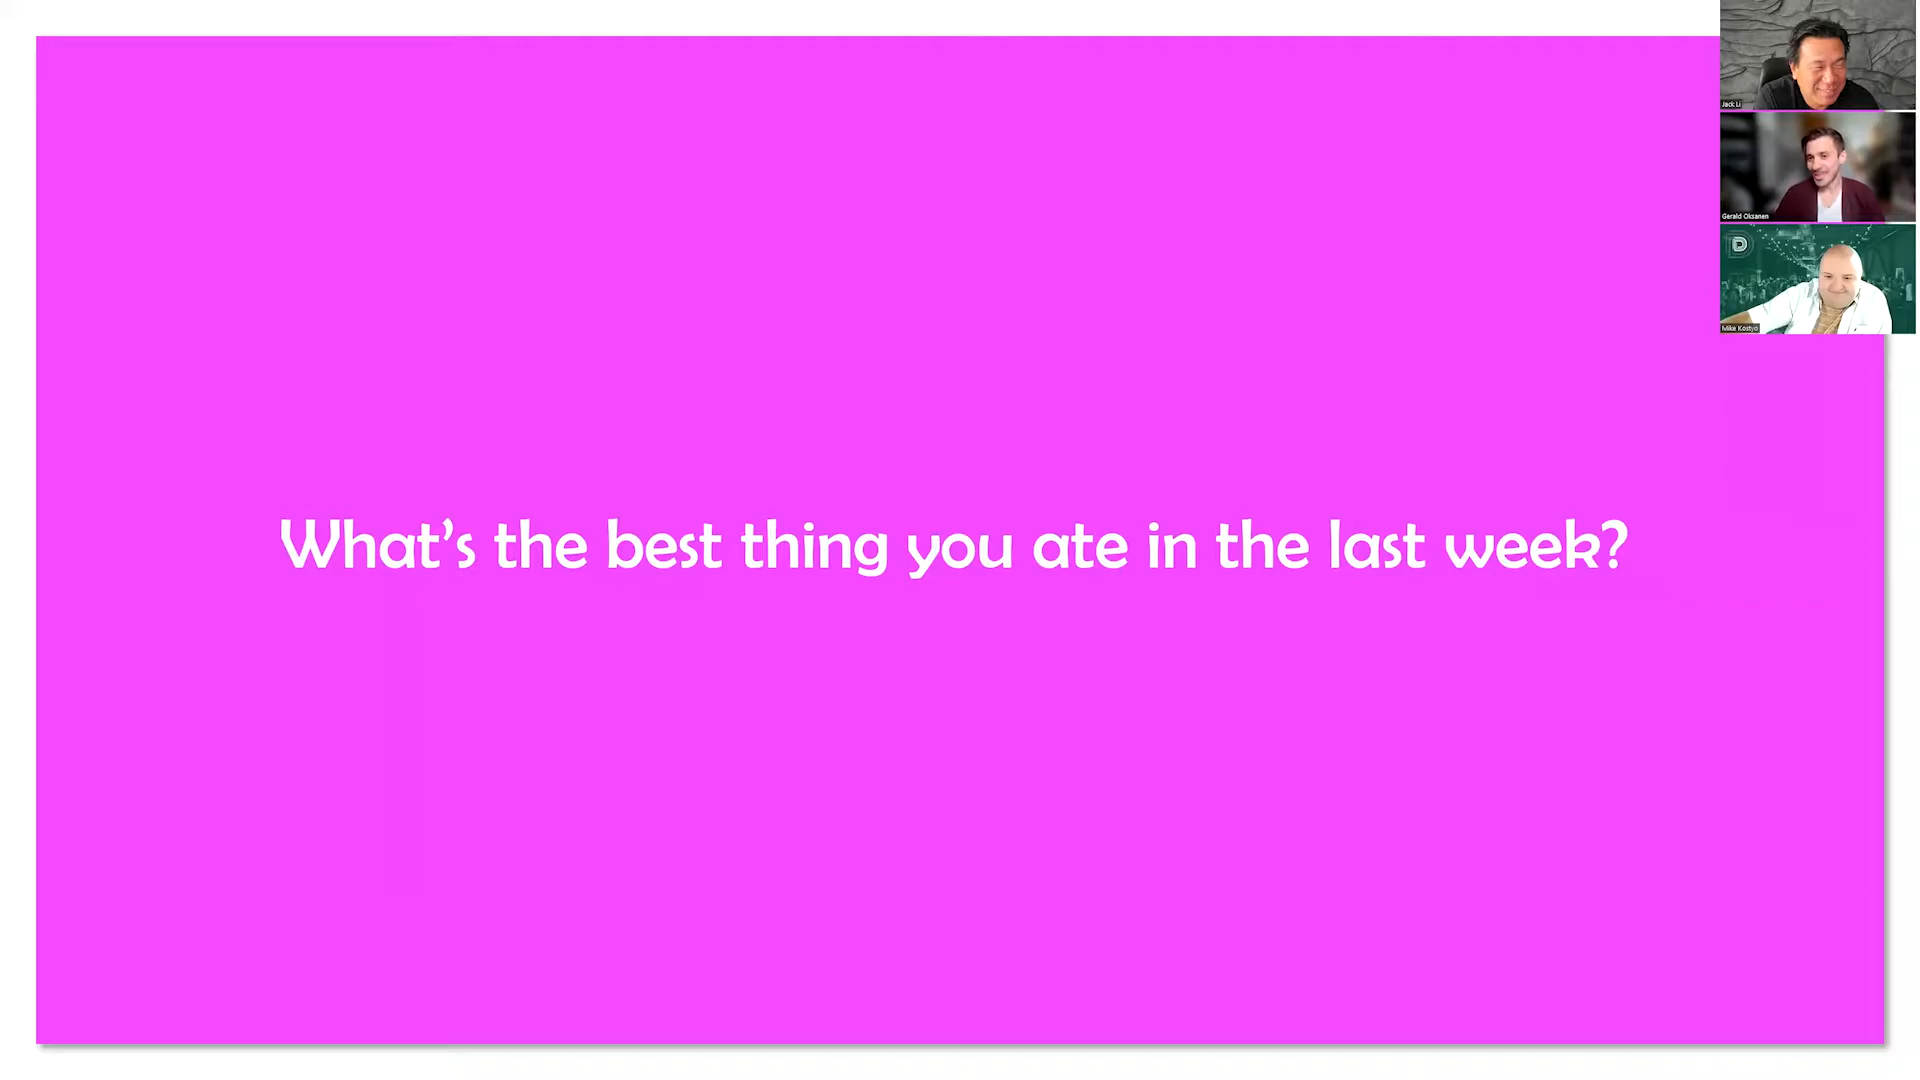 Jack Li
Gerald Oksanen
D
Mike Kostyo
What's the best thing you ate in the last week?